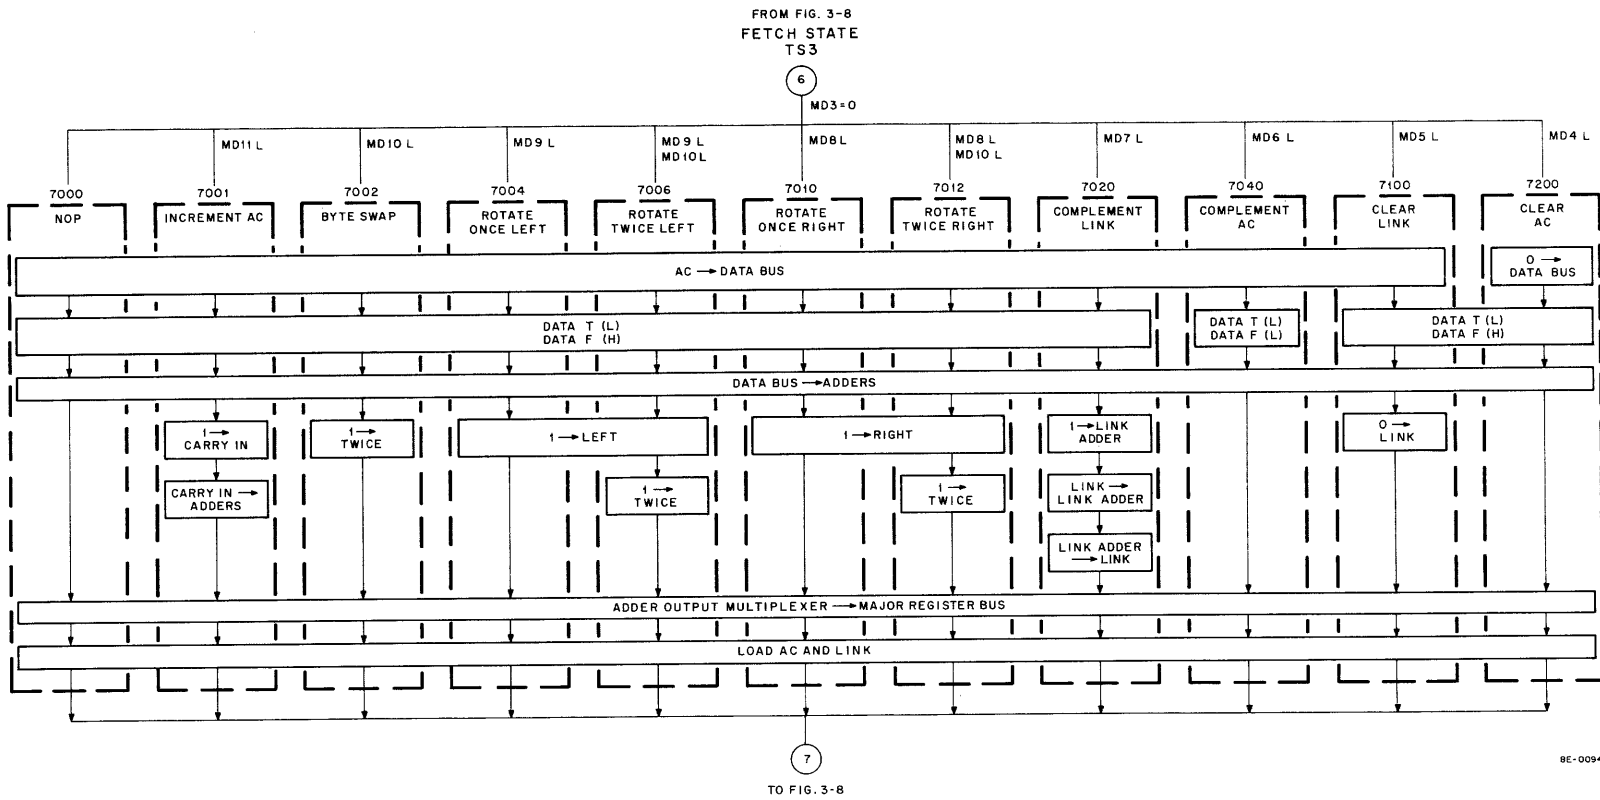 FROM FIG. 3-8
FETCH STATE
TS3
6
MD3=0
MD11 L
MD10 L
MD9 L
MD9 L
MD10L
MD8L
MD8 L
MD10 L
MD7 L
MD6 L
MD5 L
MD4 L
7000
7001
7002
7004
7006
7010
7012
7020
7040
7100
7200
NOP
INCREMENT AC
BYTE SWAP
ROTATE
ONCE LEFT
ROTATE
TWICE LEFT
ROTATE
ONCE RIGHT
ROTATE
TWICE RIGHT
COMPLEMENT
LINK
COMPLEMENT
AC
CLEAR
LINK
CLEAR
AC
AC → DATA BUS
0 →
DATA BUS
DATA T (L)
DATA F (H)
DATA T (L)
DATA F (L)
DATA T (L)
DATA F (H)
DATA BUS → ADDERS
1 →
CARRY IN
1 →
TWICE
1 → LEFT
1 → RIGHT
1 → LINK
ADDER
0 →
LINK
CARRY IN →
ADDERS
1 →
TWICE
1 →
TWICE
LINK →
LINK ADDER
LINK ADDER
→ LINK
ADDER OUTPUT MULTIPLEXER → MAJOR REGISTER BUS
LOAD AC AND LINK
7
TO FIG. 3-8
8E-0094